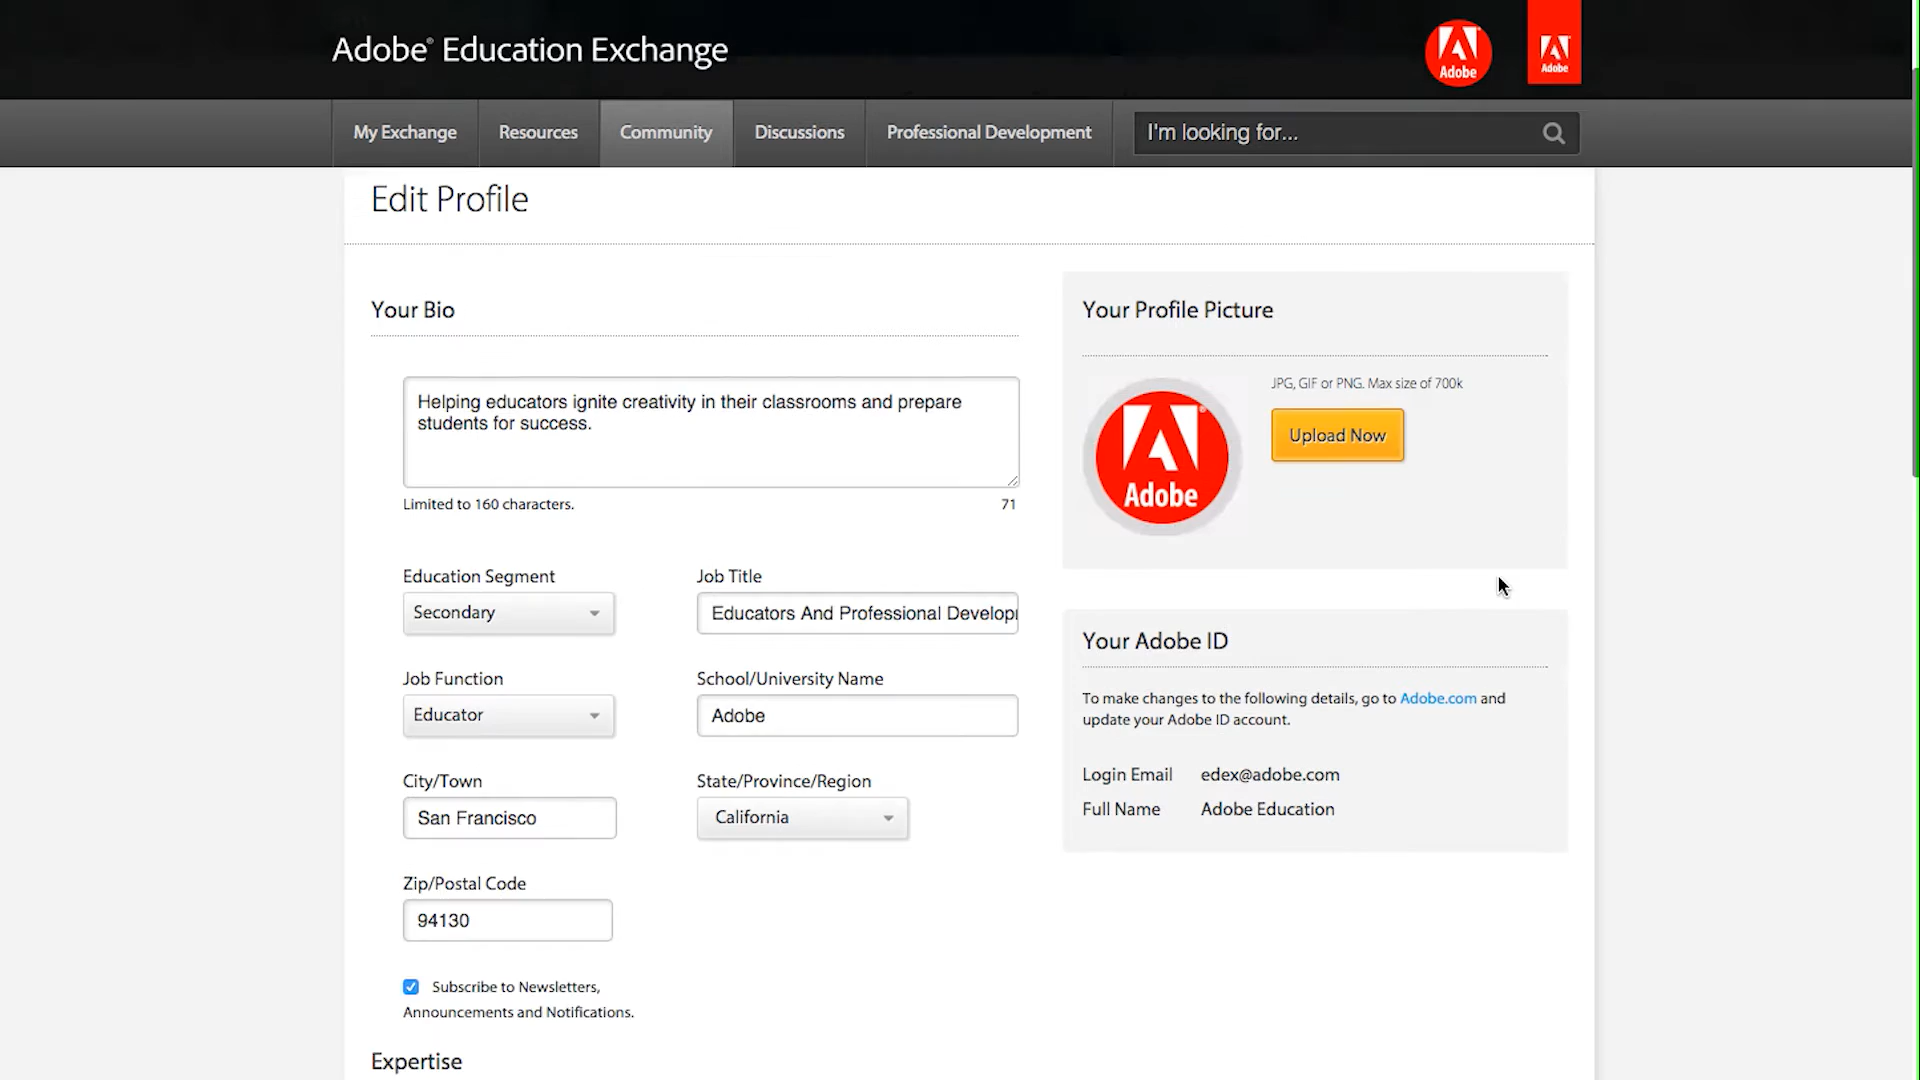 Adobe® Education Exchange
Adobe
Adobe
My Exchange
Resources
Community
Discussions
Professional Development
I'm looking for...
Edit Profile
Your Bio
Helping educators ignite creativity in their classrooms and prepare
students for success.
Limited to 160 characters.
71
Education Segment
Secondary
Job Title
Educators And Professional Develop
Job Function
Educator
School/University Name
Adobe
City/Town
San Francisco
State/Province/Region
California
Zip/Postal Code
94130
Subscribe to Newsletters,
Announcements and Notifications.
Expertise
Your Profile Picture
JPG, GIF or PNG. Max size of 700k
Upload Now
Adobe®
Your Adobe ID
To make changes to the following details, go to Adobe.com and
update your Adobe ID account.
Login Email edex@adobe.com
Full Name Adobe Education